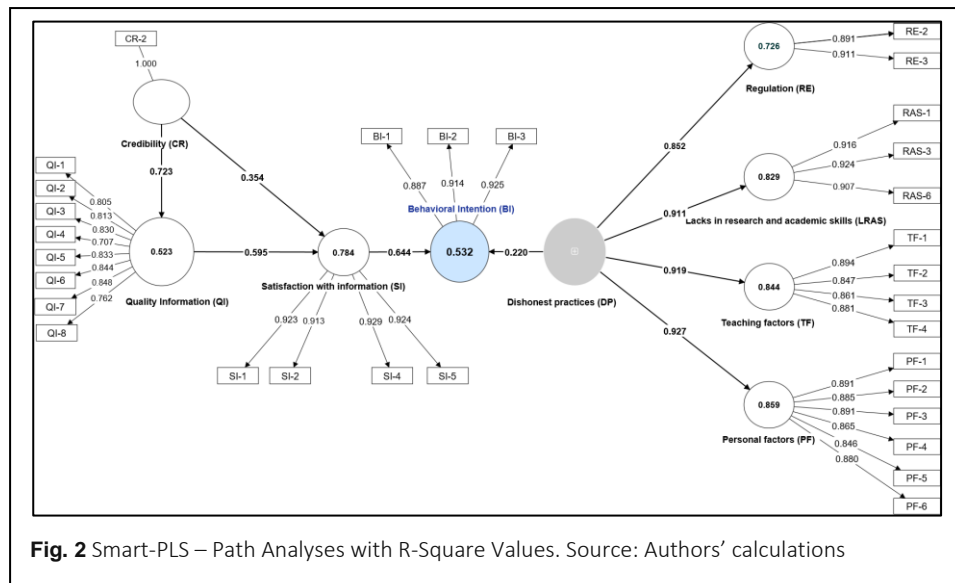 CR-2
1.000
Credibility (CR)
0.723
0.354
QI-1
QI-2
QI-3
QI-4
QI-5
QI-6
QI-7
QI-8
0.805
0.813
0.830
0.707
0.833
0.844
0.848
0.762
0.523
Quality Information (QI)
0.595
0.784
Satisfaction with information (SI)
0.923
0.913
0.929
0.924
SI-1
SI-2
SI-4
SI-5
0.644
BI-1
BI-2
BI-3
0.887
0.914
0.925
Behavioral Intention (BI)
0.532
0.220
Dishonest practices (DP)
0.852
0.911
0.919
0.927
0.726
Regulation (RE)
0.891
0.911
RE-2
RE-3
0.829
Lacks in research and academic skills (LRAS)
0.916
0.924
0.907
RAS-1
RAS-3
RAS-6
0.844
Teaching factors (TF)
0.894
0.847
0.861
0.881
TF-1
TF-2
TF-3
TF-4
0.859
Personal factors (PF)
0.891
0.885
0.891
0.865
0.846
0.880
PF-1
PF-2
PF-3
PF-4
PF-5
PF-6
Fig. 2 Smart-PLS – Path Analyses with R-Square Values. Source: Authors’ calculations